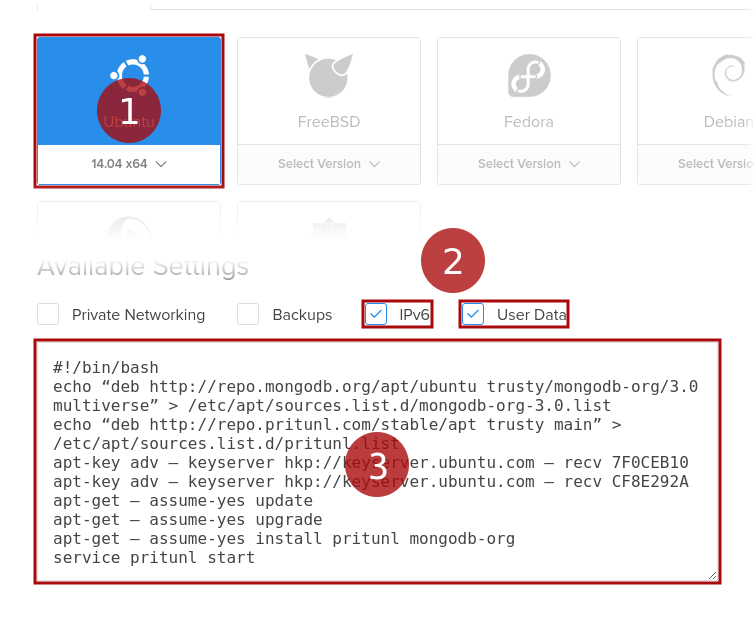 Ubuntu FreeBSD Fedora Debian
1
14.04 x64 Select Version Select Version Select Versio
Available Settings
2
Private Networking Backups IPv6 User Data
#!/bin/bash
echo “deb http://repo.mongodb.org/apt/ubuntu trusty/mongodb-org/3.0
multiverse” > /etc/apt/sources.list.d/mongodb-org-3.0.list
echo “deb http://repo.pritunl.com/stable/apt trusty main” >
/etc/apt/sources.list.d/pritunl.list
apt-key adv — keyserver hkp://keyserver.ubuntu.com — recv 7F0CEB10
3
apt-key adv — keyserver hkp://keyserver.ubuntu.com — recv CF8E292A
apt-get — assume-yes update
apt-get — assume-yes upgrade
apt-get — assume-yes install pritunl mongodb-org
service pritunl start